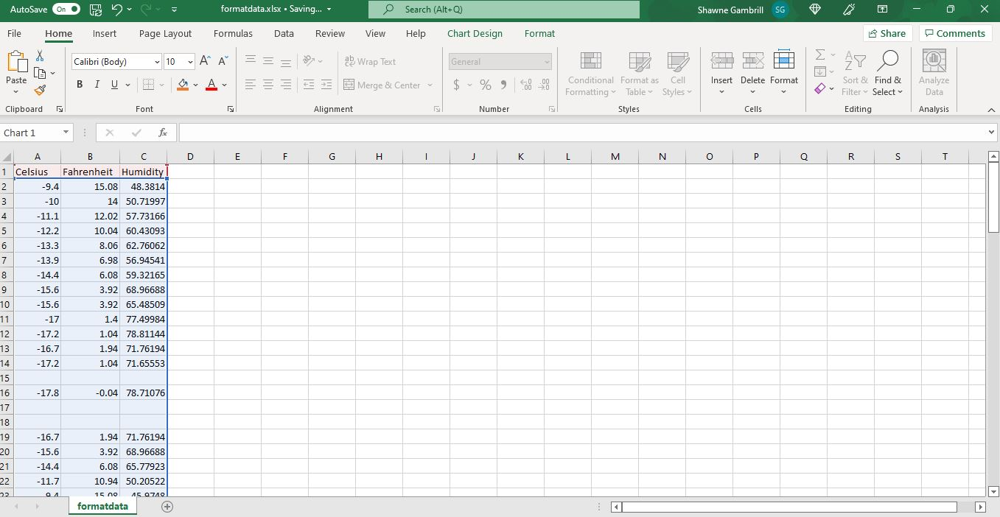 AutoSave On formatdata.xlsx • Saving... Search (Alt+Q) Shawne Gambrill SG
File Home Insert Page Layout Formulas Data Review View Help Chart Design Format Share Comments
Calibri (Body) 10 A A ab Wrap Text General
Paste B I U A Merge & Center $ % Conditional Formatting Format as Table Cell Styles Insert Delete Format Sort & Filter Find & Select Analyze Data
Clipboard Font Alignment Number Styles Cells Editing Analysis
Chart 1 fx
A B C D E F G H I J K L M N O P Q R S T
1 Celsius Fahrenheit Humidity
2 -9.4 15.08 48.3814
3 -10 14 50.71997
4 -11.1 12.02 57.73166
5 -12.2 10.04 60.43093
6 -13.3 8.06 62.76062
7 -13.9 6.98 56.94541
8 -14.4 6.08 59.32165
9 -15.6 3.92 68.96688
10 -15.6 3.92 65.48509
11 -17 1.4 77.49984
12 -17.2 1.04 78.81144
13 -16.7 1.94 71.76194
14 -17.2 1.04 71.65553
15
16 -17.8 -0.04 78.71076
17
18
19 -16.7 1.94 71.76194
20 -15.6 3.92 68.96688
21 -14.4 6.08 65.77923
22 -11.7 10.94 50.20522
23 -9.4 15.08 45.9748
formatdata